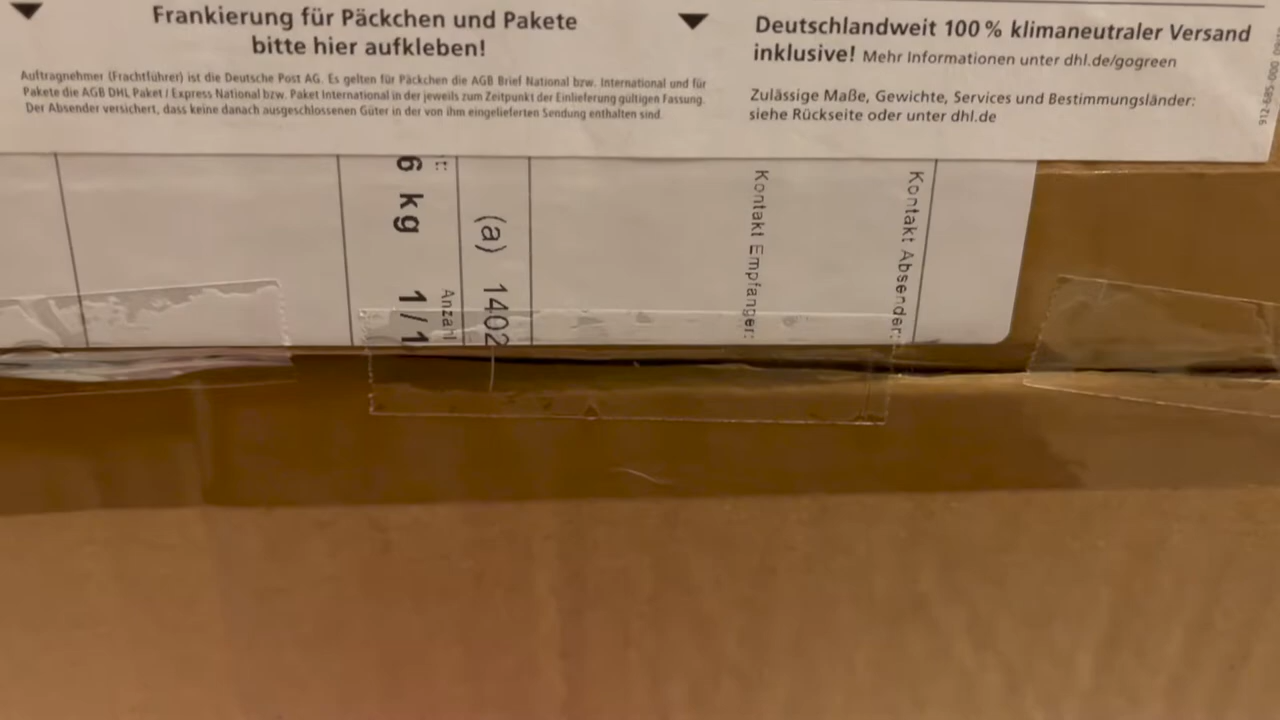 Frankierung für Päckchen und Pakete
bitte hier aufkleben!
Auftragnehmer (Frachtführer) ist die Deutsche Post AG. Es gelten für Päckchen die AGB Brief National bzw. International und für
Pakete die AGB DHL Paket / Express National bzw. Paket International in der jeweils zum Zeitpunkt der Einlieferung gültigen Fassung.
Der Absender versichert, dass keine danach ausgeschlossenen Güter in der von ihm eingelieferten Sendung enthalten sind.
Deutschlandweit 100 % klimaneutraler Versand
inklusive! Mehr Informationen unter dhl.de/gogreen
Zulässige Maße, Gewichte, Services und Bestimmungsländer:
siehe Rückseite oder unter dhl.de
912-685-000
Kontakt Absender:
Kontakt Empfänger:
(a) 1402
Anzahl
6 kg 1/1